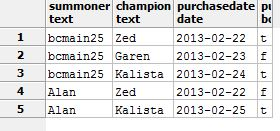 summoner champion purchasedate pu
text text date bo
1 bcmain25 Zed 2013-02-22 t
2 bcmain25 Garen 2013-02-23 f
3 bcmain25 Kalista 2013-02-24 t
4 Alan Zed 2013-02-22 f
5 Alan Kalista 2013-02-25 t